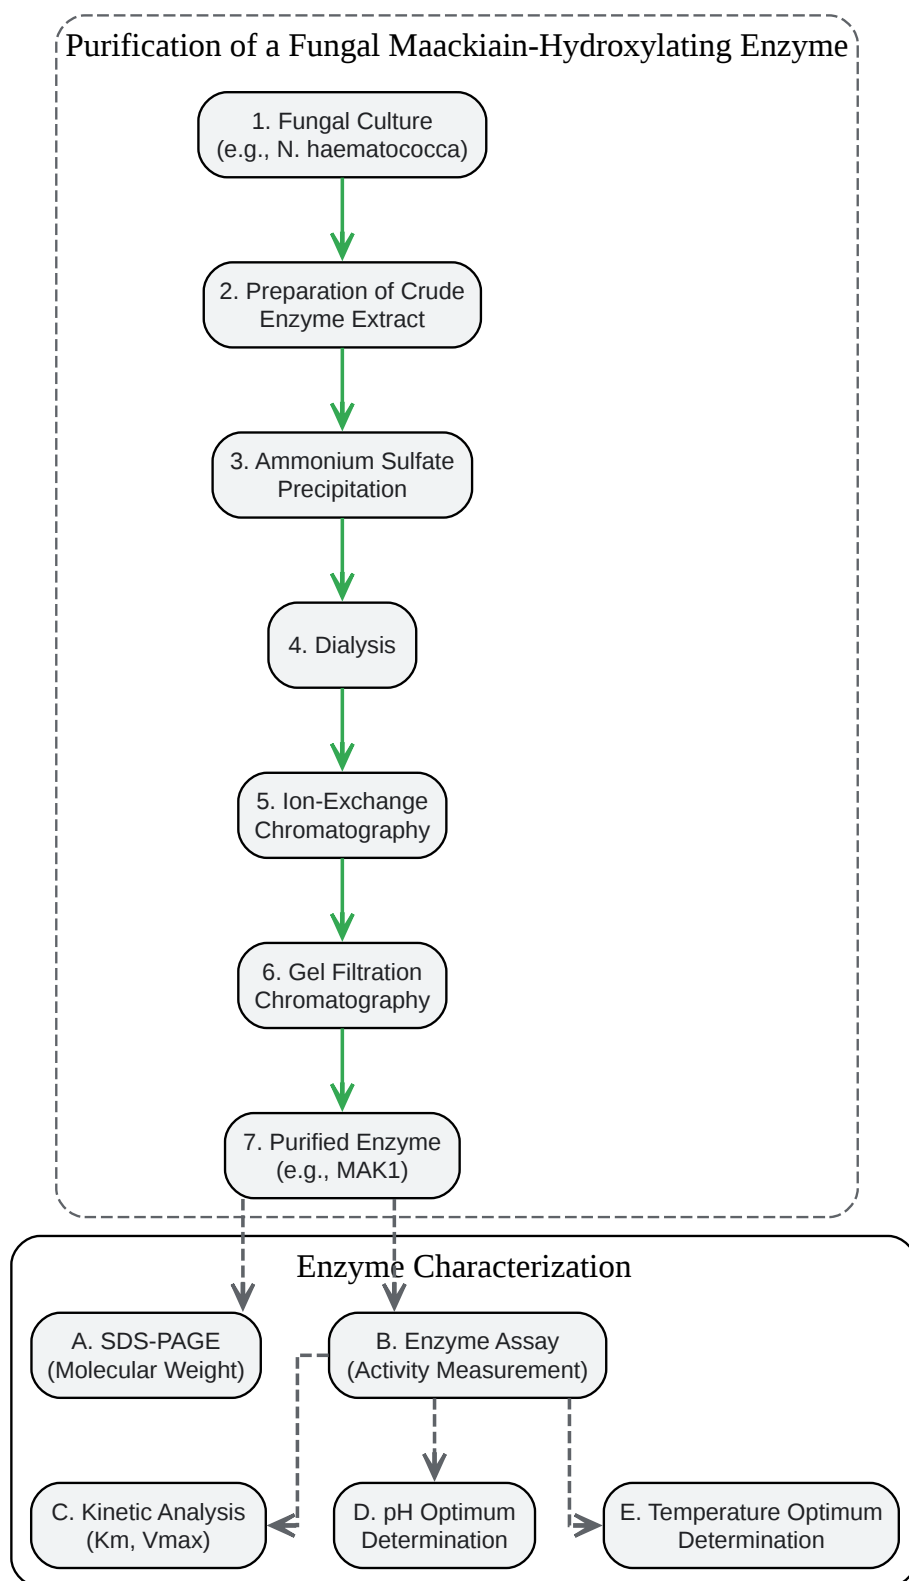 Purification of a Fungal Maackiain-Hydroxylating Enzyme
1. Fungal Culture
(e.g., N. haematococca)
2. Preparation of Crude
Enzyme Extract
3. Ammonium Sulfate
Precipitation
4. Dialysis
5. Ion-Exchange
Chromatography
6. Gel Filtration
Chromatography
7. Purified Enzyme
(e.g., MAK1)
Enzyme Characterization
A. SDS-PAGE
(Molecular Weight)
B. Enzyme Assay
(Activity Measurement)
C. Kinetic Analysis
(Km, Vmax)
D. pH Optimum
Determination
E. Temperature Optimum
Determination